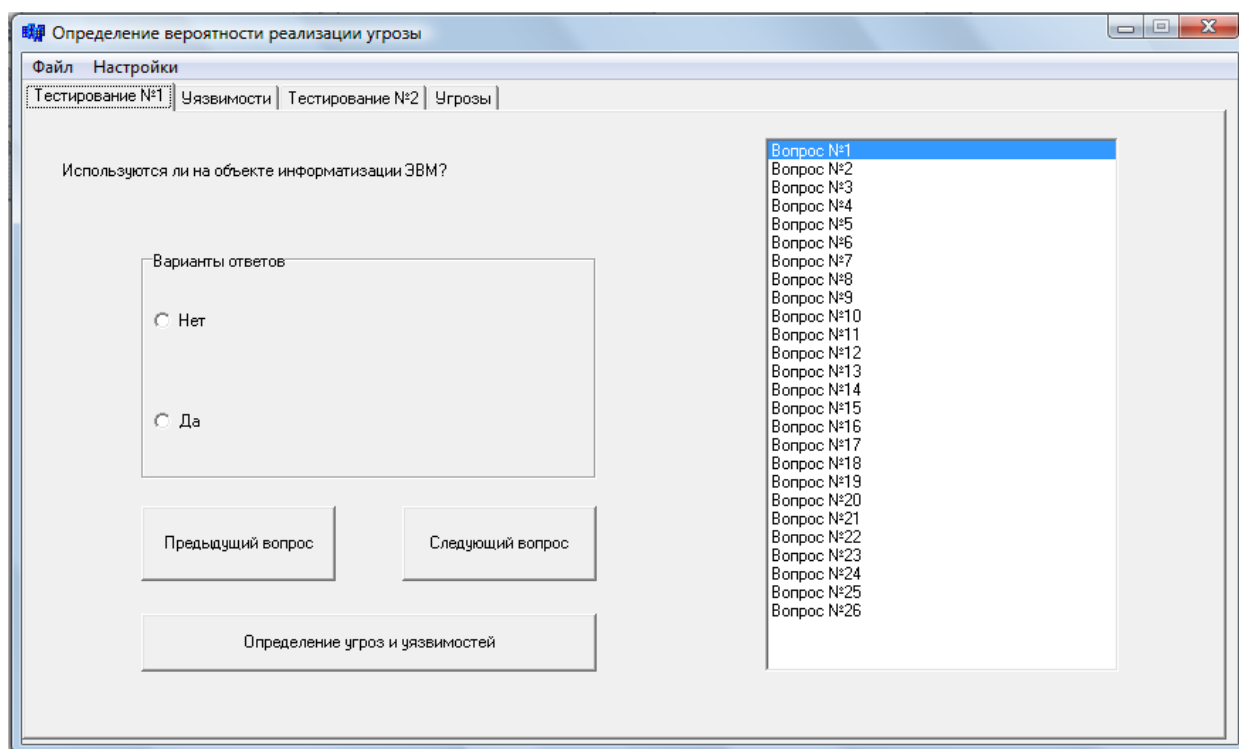 Определение вероятности реализации угрозы
Файл Настройки
Тестирование №1 Уязвимости Тестирование №2 Угрозы
Используются ли на объекте информатизации ЭВМ?
Варианты ответов
Нет
Да
Предыдущий вопрос Следующий вопрос
Определение угроз и уязвимостей
Вопрос №1
Вопрос №2
Вопрос №3
Вопрос №4
Вопрос №5
Вопрос №6
Вопрос №7
Вопрос №8
Вопрос №9
Вопрос №10
Вопрос №11
Вопрос №12
Вопрос №13
Вопрос №14
Вопрос №15
Вопрос №16
Вопрос №17
Вопрос №18
Вопрос №19
Вопрос №20
Вопрос №21
Вопрос №22
Вопрос №23
Вопрос №24
Вопрос №25
Вопрос №26